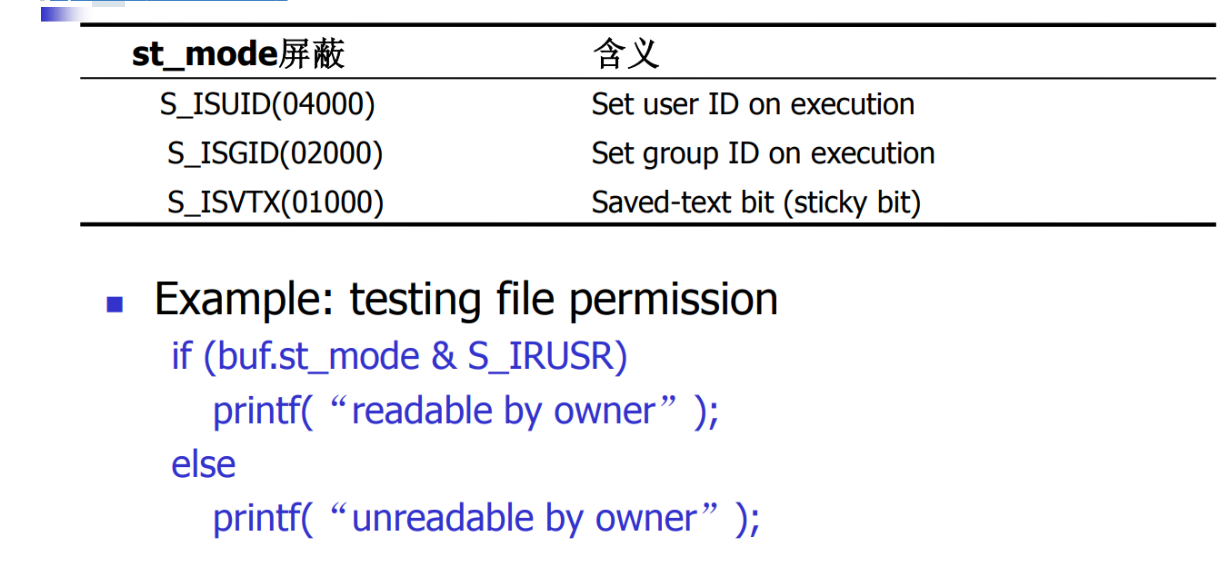 st_mode屏蔽 含义
S_ISUID(04000) Set user ID on execution
S_ISGID(02000) Set group ID on execution
S_ISVTX(01000) Saved-text bit (sticky bit)
Example: testing file permission
if (buf.st_mode & S_IRUSR)
printf( “readable by owner” );
else
printf( “unreadable by owner” );